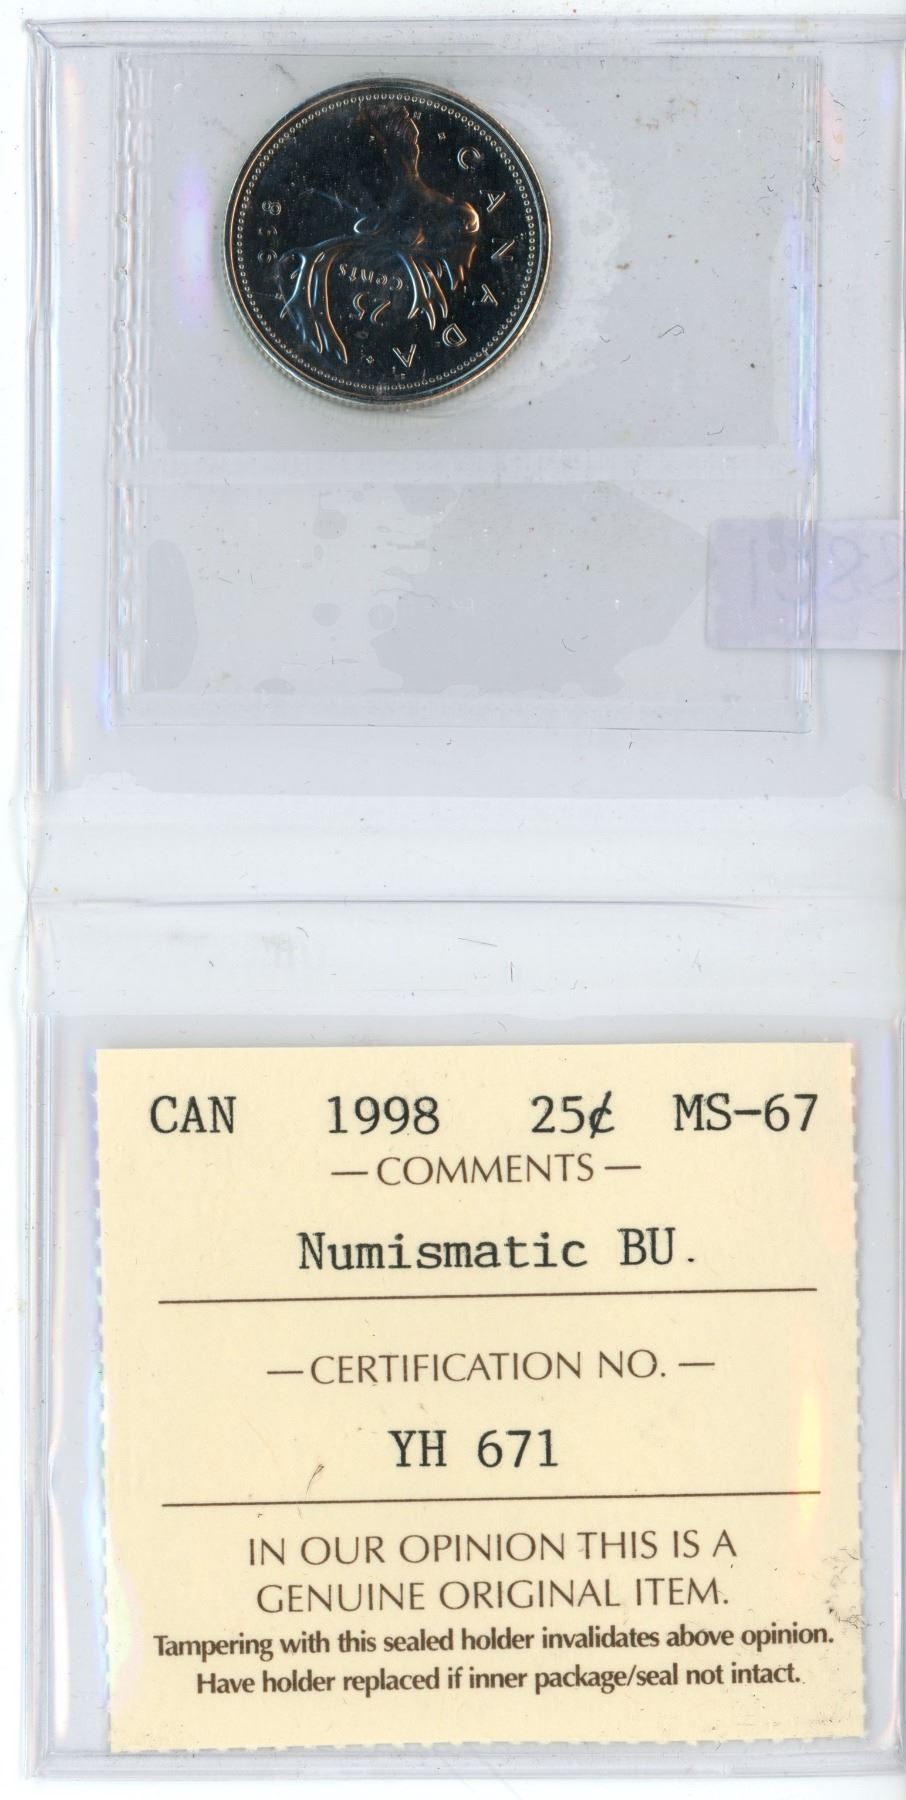 CANADA
25
cents
1998
CAN 1998 25¢ MS-67
— COMMENTS —
Numismatic BU.
— CERTIFICATION NO. —
YH 671
IN OUR OPINION THIS IS A
GENUINE ORIGINAL ITEM.
Tampering with this sealed holder invalidates above opinion.
Have holder replaced if inner package/seal not intact.